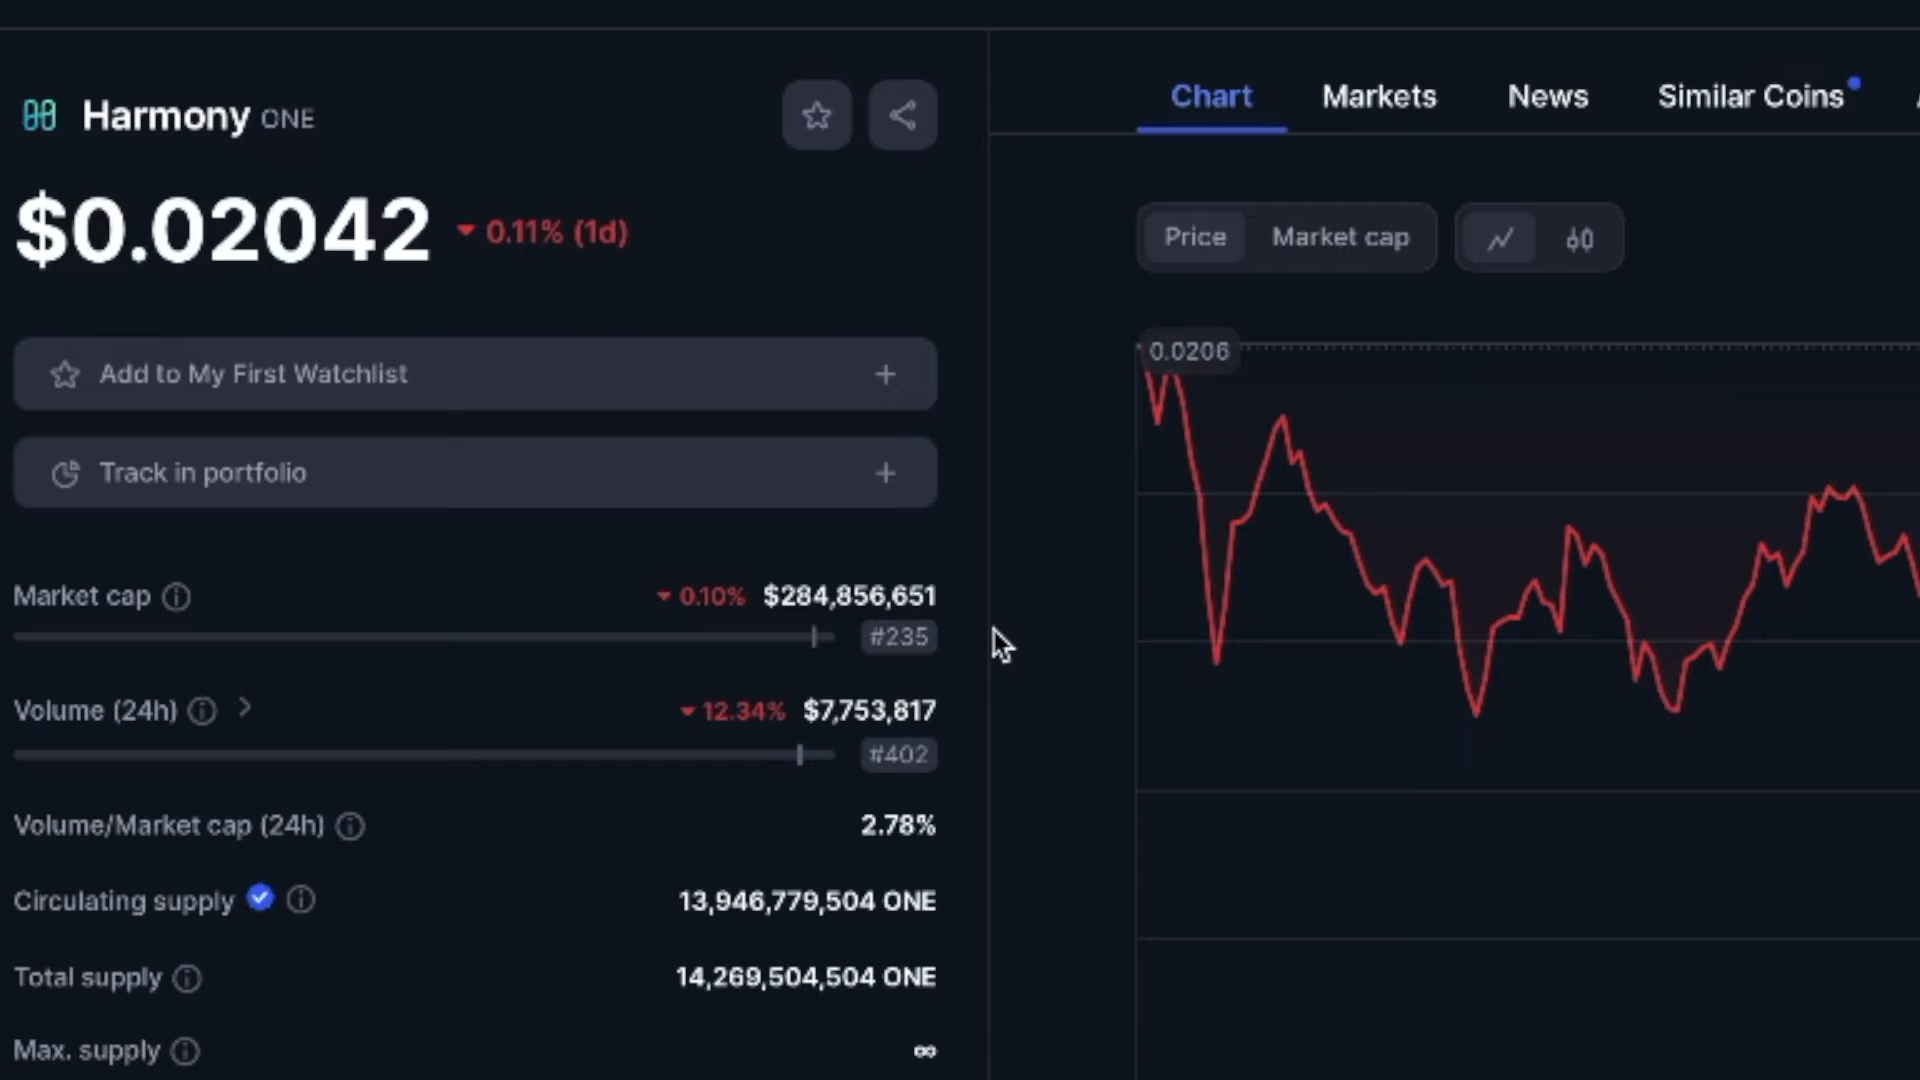 Harmony ONE
$0.02042 0.11% (1d)
Add to My First Watchlist
Track in portfolio
Market cap 0.10% $284,856,651
#235
Volume (24h) 12.34% $7,753,817
#402
Volume/Market cap (24h) 2.78%
Circulating supply 13,946,779,504 ONE
Total supply 14,269,504,504 ONE
Max. supply ∞
Chart Markets News Similar Coins
Price Market cap
0.0206